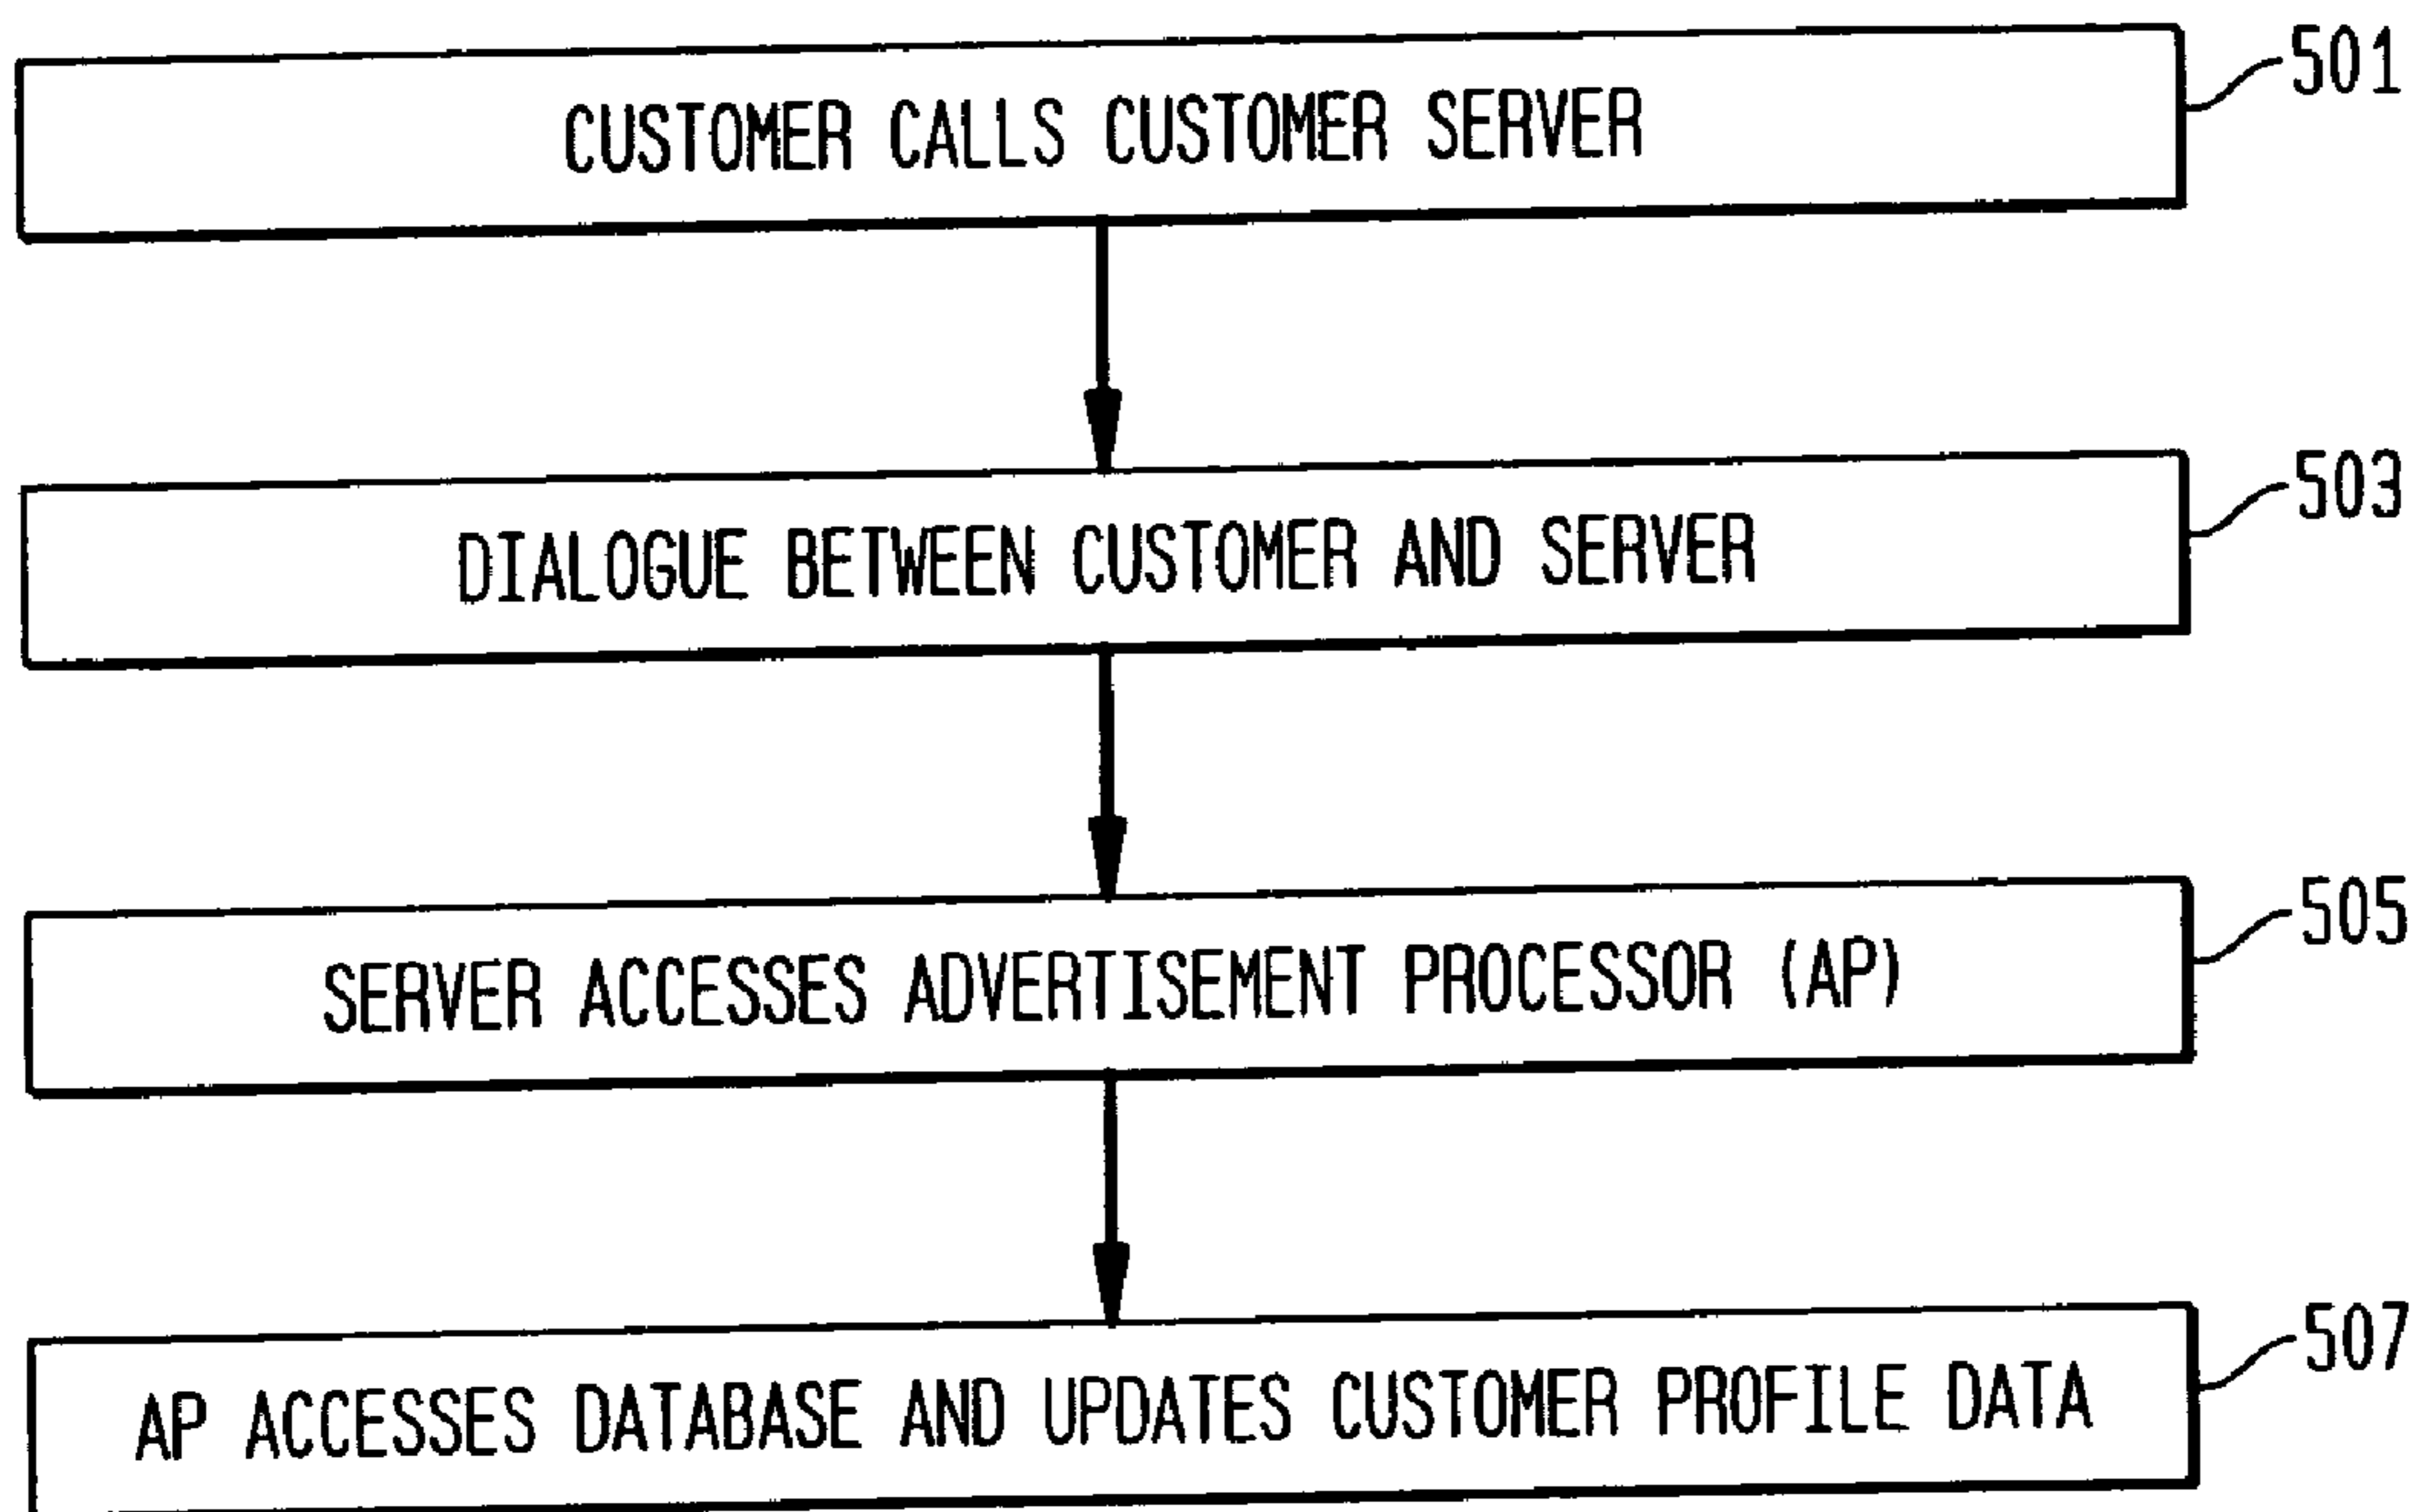 CUSTOMER CALLS CUSTOMER SERVER
501
DIALOGUE BETWEEN CUSTOMER AND SERVER
503
SERVER ACCESSES ADVERTISEMENT PROCESSOR (AP)
505
AP ACCESSES DATABASE AND UPDATES CUSTOMER PROFILE DATA
507